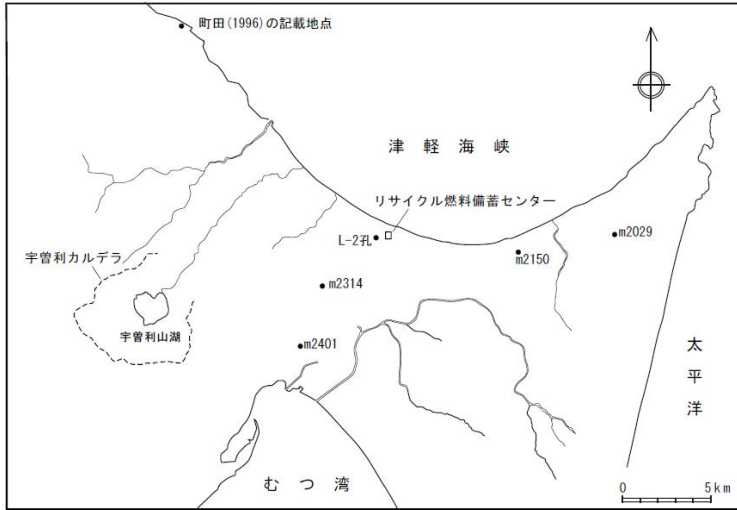 町田(1996)の記載地点
津軽海峡
リサイクル燃料備蓄センター
L-2孔
m2029
m2150
宇曽利カルデラ
m2314
宇曽利山湖
m2401
太平洋
むつ湾
0 5km